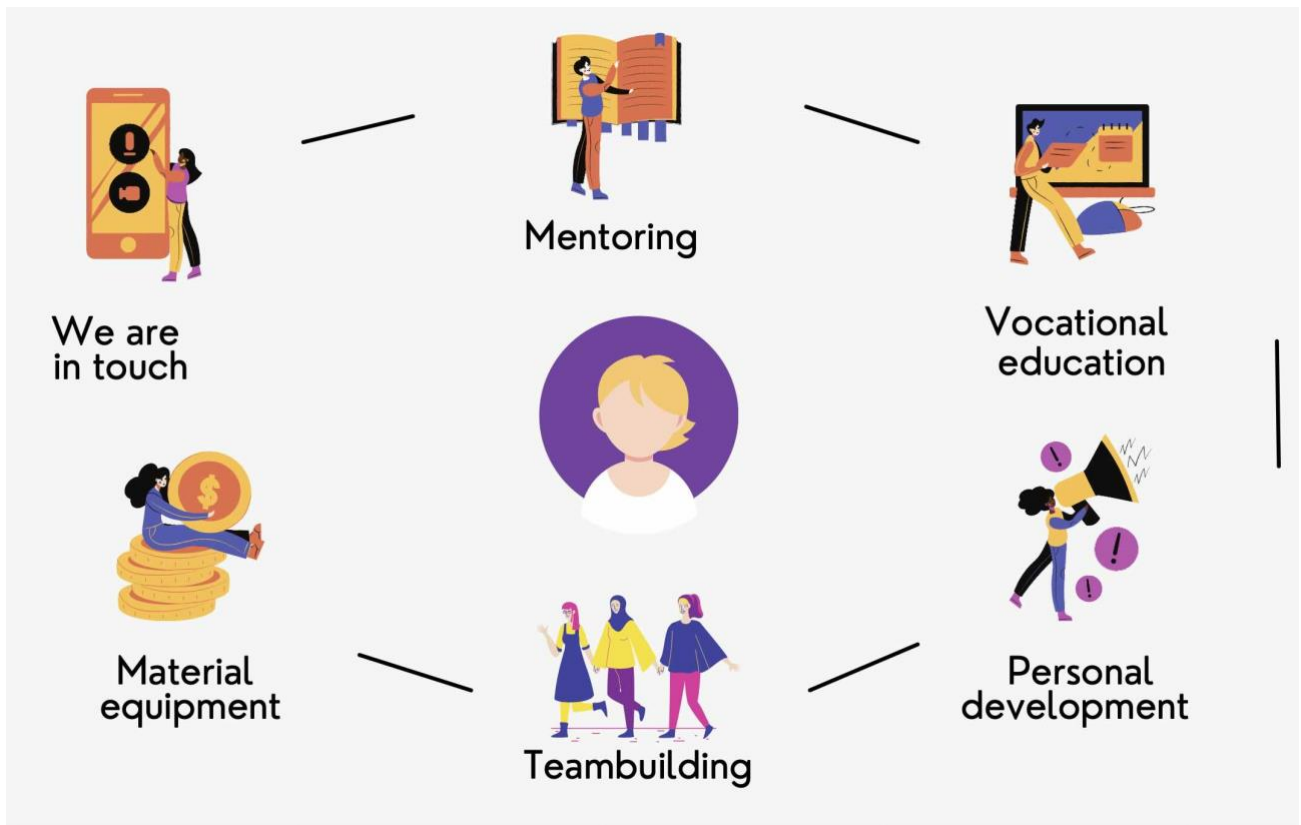 Mentoring
We are
in touch
Vocational
education
Material
equipment
Personal
development
Teambuilding